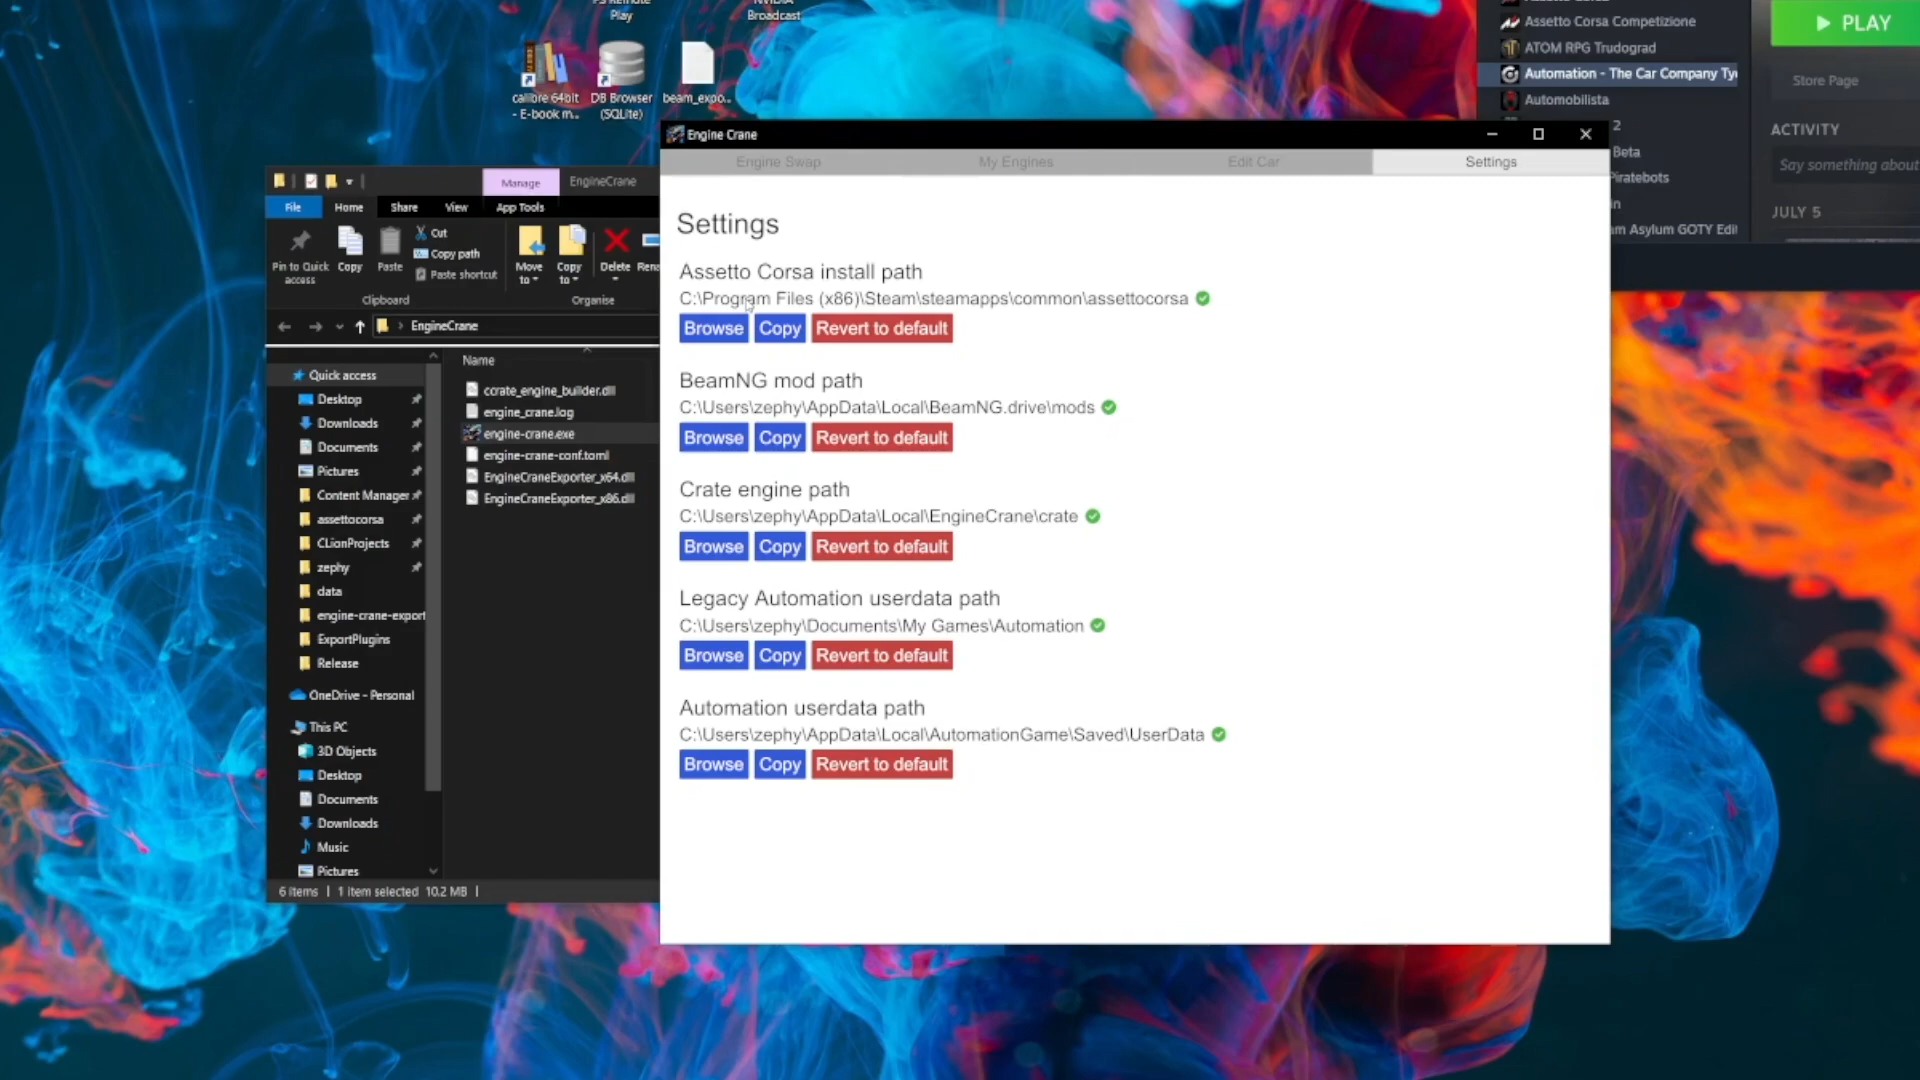 Play
Broadcast
calibre 64bit
- E-book m...
DB Browser
(SQLite)
beam_expo...
Assetto Corsa Competizione
ATOM RPG Trudograd
Automation - The Car Company Ty
Automobilista
2
Beta
Piratebots
in
m Asylum GOTY Edi
PLAY
Store Page
ACTIVITY
Say something about
JULY 5
Manage
EngineCrane
File
Home
Share
View
App Tools
Pin to Quick
access
Copy
Paste
Cut
Copy path
Paste shortcut
Move
to
Copy
to
Delete
Rena
Clipboard
Organise
EngineCrane
Quick access
Desktop
Downloads
Documents
Pictures
Content Manager
assettocorsa
CLionProjects
zephy
data
engine-crane-export
ExportPlugins
Release
OneDrive - Personal
This PC
3D Objects
Desktop
Documents
Downloads
Music
Pictures
Name
ccrate_engine_builder.dll
engine_crane.log
engine-crane.exe
engine-crane-conf.toml
EngineCraneExporter_x64.dll
EngineCraneExporter_x86.dll
6 items | 1 item selected 10.2 MB |
Engine Crane
Engine Swap
My Engines
Edit Car
Settings
Settings
Assetto Corsa install path
C:\Program Files (x86)\Steam\steamapps\common\assettocorsa
Browse Copy Revert to default
BeamNG mod path
C:\Users\zephy\AppData\Local\BeamNG.drive\mods
Browse Copy Revert to default
Crate engine path
C:\Users\zephy\AppData\Local\EngineCrane\crate
Browse Copy Revert to default
Legacy Automation userdata path
C:\Users\zephy\Documents\My Games\Automation
Browse Copy Revert to default
Automation userdata path
C:\Users\zephy\AppData\Local\AutomationGame\Saved\UserData
Browse Copy Revert to default